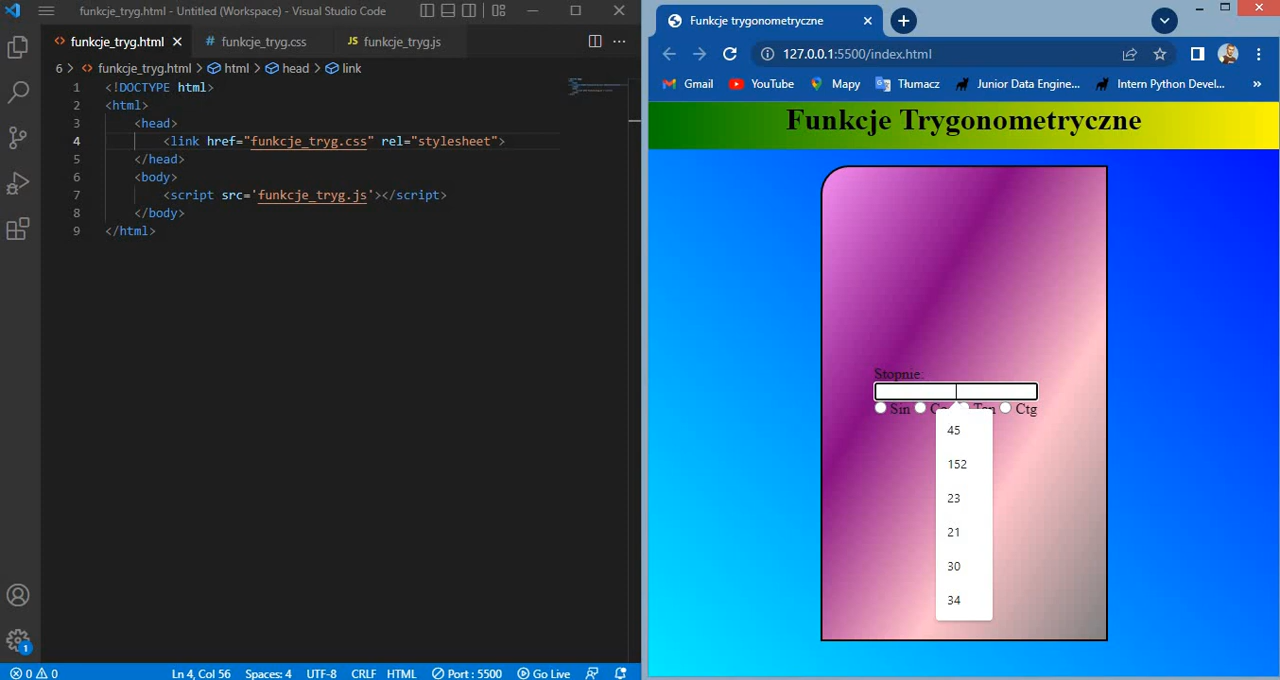 funkcje_tryg.html - Untitled (Workspace) - Visual Studio Code
funkcje_tryg.html
funkcje_tryg.css
JS funkcje_tryg.js
6 > funkcje_tryg.html > html > head > link
1 <!DOCTYPE html>
2 <html>
3 <head>
4 <link href="funkcje_tryg.css" rel="stylesheet">
5 </head>
6 <body>
7 <script src='funkcje_tryg.js'></script>
8 </body>
9 </html>
1
0 0
Ln 4, Col 56 Spaces: 4 UTF-8 CRLF HTML Port : 5500 Go Live
Funkcje trygonometryczne
127.0.0.1:5500/index.html
Gmail YouTube Mapy Tłumacz Junior Data Engine... Intern Python Devel... »
Funkcje Trygonometryczne
Stopnie:
Sin Tan Ctg
45
152
23
21
30
34